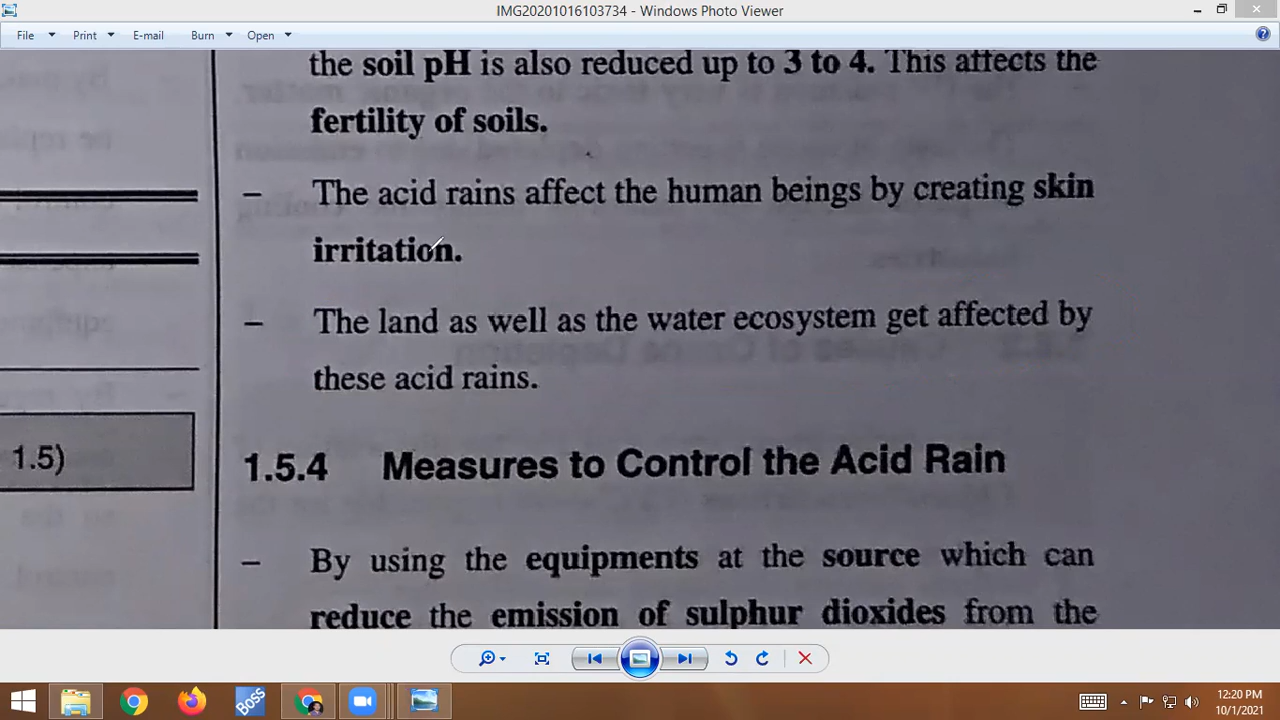 IMG20201016103734 - Windows Photo Viewer
File Print E-mail Burn Open
the soil pH is also reduced up to 3 to 4. This affects the
fertility of soils.
– The acid rains affect the human beings by creating skin
irritation.
– The land as well as the water ecosystem get affected by
these acid rains.
1.5)
1.5.4 Measures to Control the Acid Rain
– By using the equipments at the source which can
reduce the emission of sulphur dioxides from the
BOSS
12:20 PM
10/1/2021